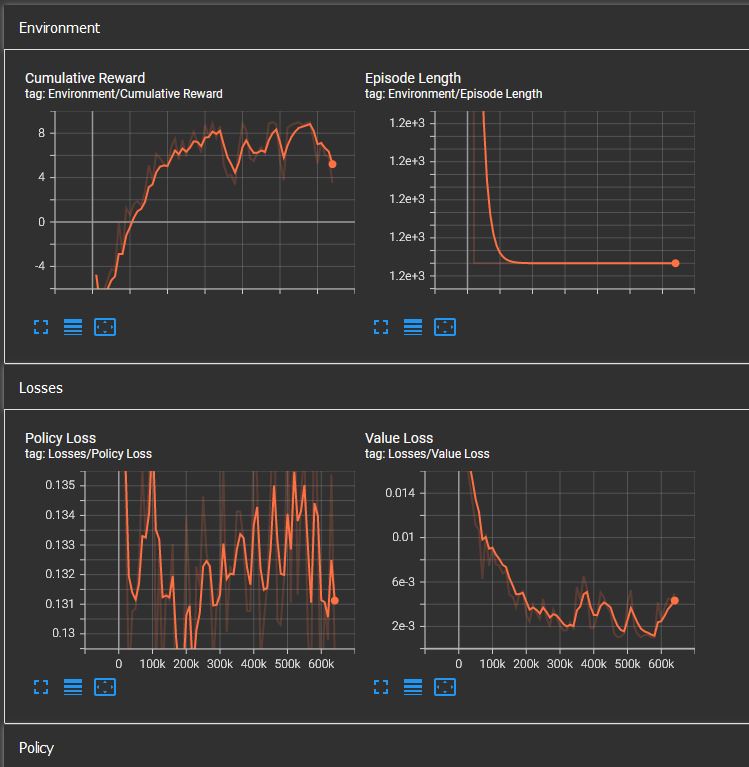 Environment
Cumulative Reward
tag: Environment/Cumulative Reward
8
4
0
-4
Episode Length
tag: Environment/Episode Length
1.2e+3
1.2e+3
1.2e+3
1.2e+3
1.2e+3
Losses
Policy Loss
tag: Losses/Policy Loss
0.135
0.134
0.133
0.132
0.131
0.13
0 100k 200k 300k 400k 500k 600k
Value Loss
tag: Losses/Value Loss
0.014
0.01
6e-3
2e-3
0 100k 200k 300k 400k 500k 600k
Policy